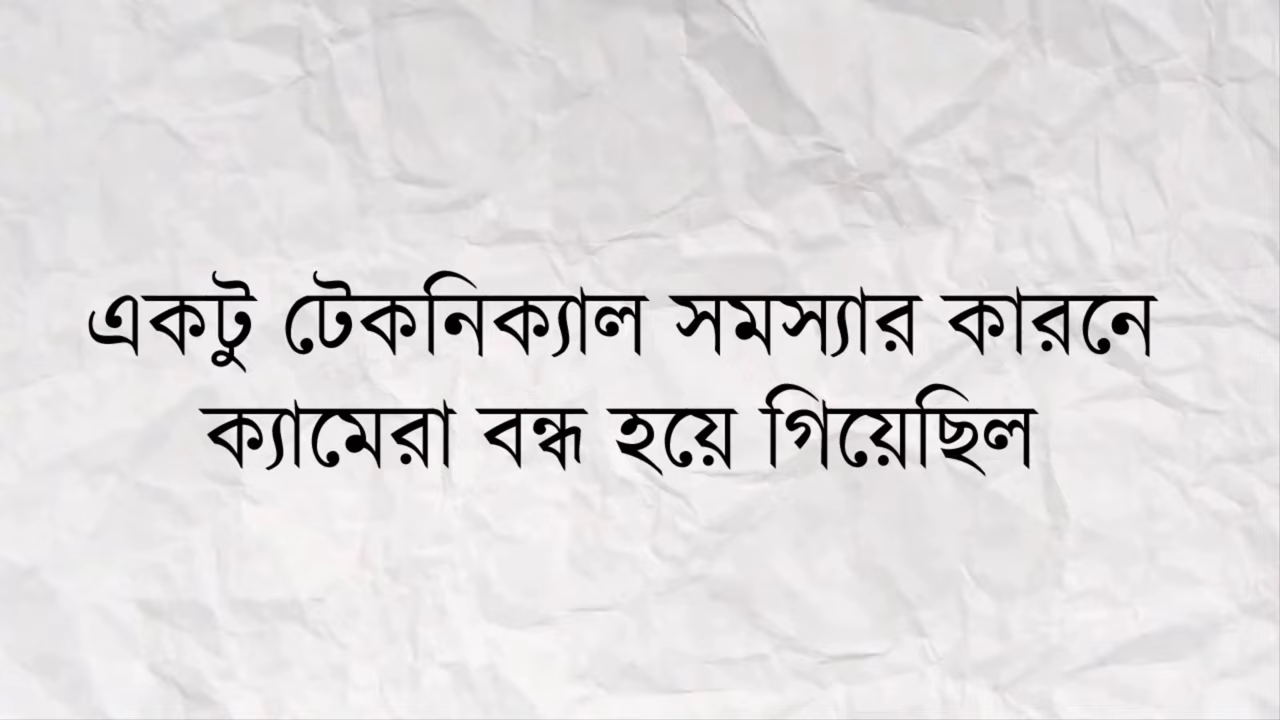 একটু টেকনিক্যাল সমস্যার কারনে
ক্যামেরা বন্ধ হয়ে গিয়েছিল